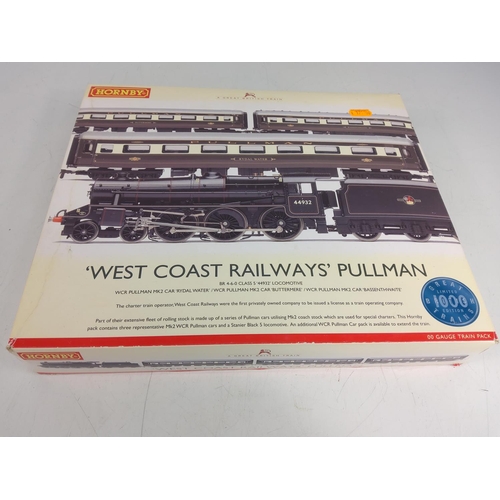 HORNBY
A GREAT BRITISH TRAIN
44932
'WEST COAST RAILWAYS' PULLMAN
BR 4-6-0 CLASS 5 '44932' LOCOMOTIVE
WCR PULLMAN MK2 CAR 'RYDAL WATER' / WCR PULLMAN MK2 CAR 'BUTTERMERE' / WCR PULLMAN MK2 CAR 'BASSENTHWAITE'
The charter train operator, West Coast Railways were the first privately owned company to be issued a license as a train operating company.
Part of their extensive fleet of rolling stock is made up of a series of Pullman cars utilising Mk2 coach stock which are used for special charters. This Hornby
pack contains three representative Mk2 WCR Pullman cars and a Stanier Black 5 locomotive. An additional WCR Pullman Car pack is available to extend the train.
LIMITED
1000
EDITION
00 GAUGE TRAIN PACK
HORNBY